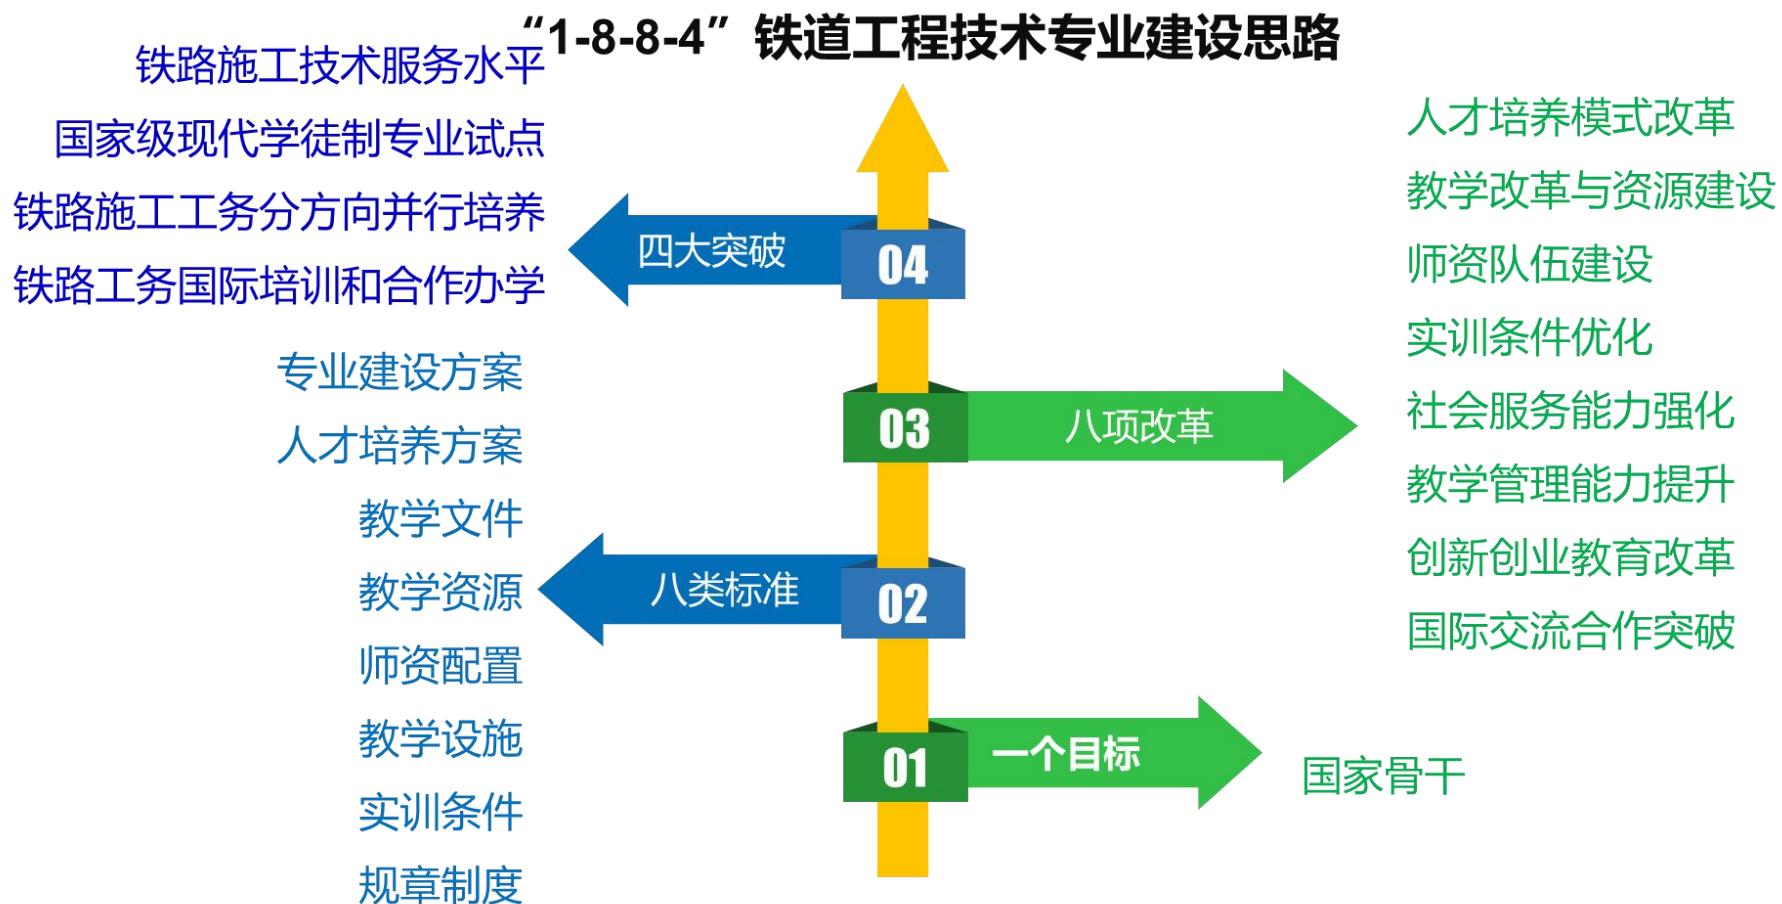 “1-8-8-4”铁道工程技术专业建设思路
铁路施工技术服务水平
国家级现代学徒制专业试点
铁路施工工务分方向并行培养
铁路工务国际培训和合作办学
四大突破
04
人才培养模式改革
教学改革与资源建设
师资队伍建设
实训条件优化
社会服务能力强化
教学管理能力提升
创新创业教育改革
国际交流合作突破
03
八项改革
专业建设方案
人才培养方案
教学文件
教学资源
师资配置
教学设施
实训条件
规章制度
八类标准
02
01
一个目标
国家骨干